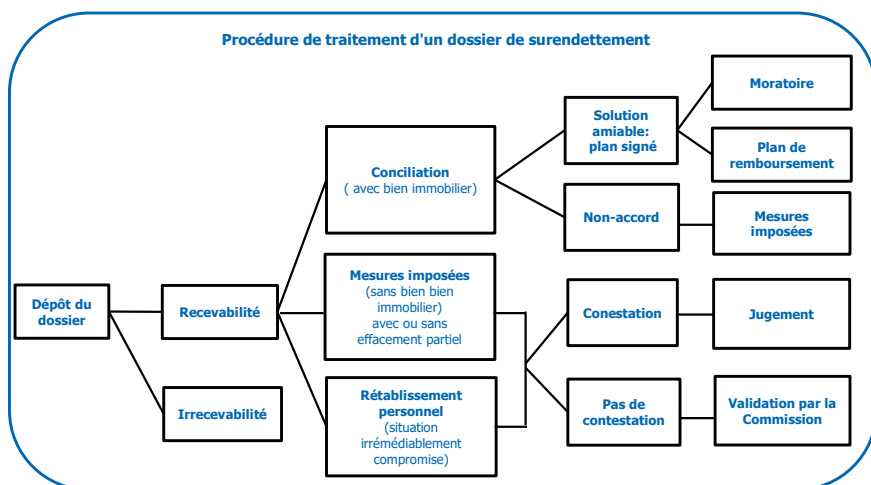 Procédure de traitement d'un dossier de surendettement
Dépôt du
dossier
Recevabilité
Irrecevabilité
Conciliation
( avec bien immobilier)
Mesures imposées
(sans bien bien
immobilier)
avec ou sans
effacement partiel
Rétablissement
personnel
(situation
irrémédiablement
compromise)
Solution
amiable:
plan signé
Non-accord
Conestation
Pas de
contestation
Moratoire
Plan de
remboursement
Mesures
imposées
Jugement
Validation par la
Commission